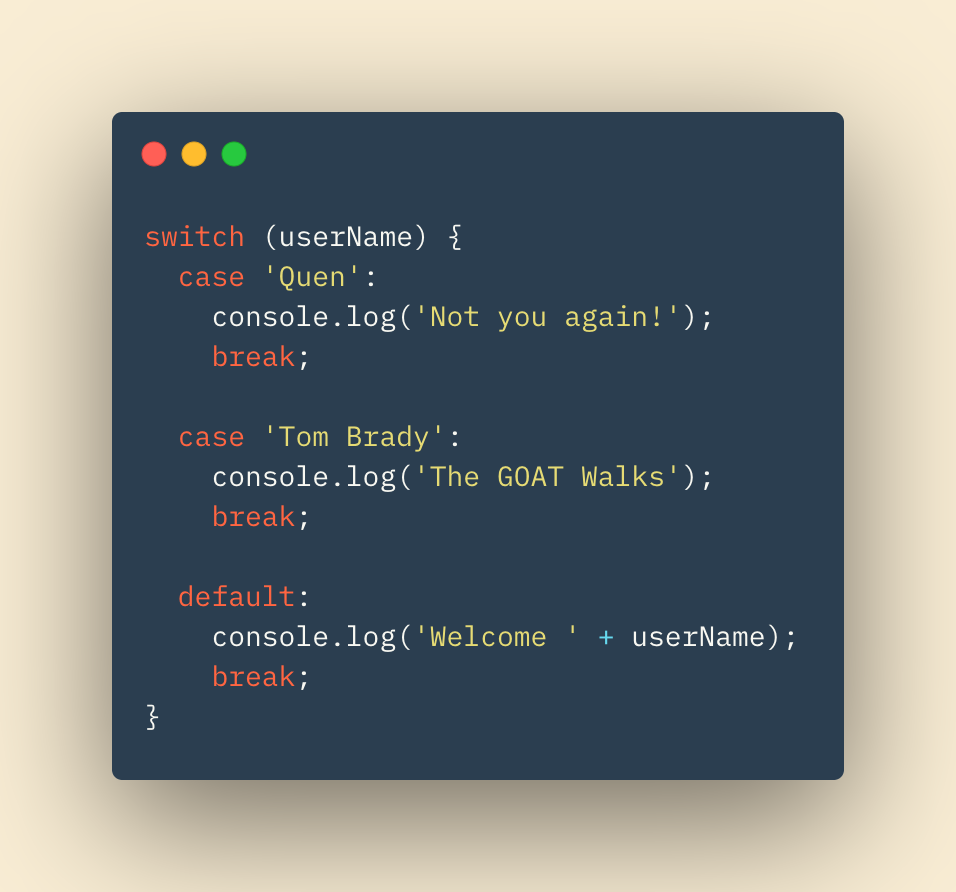 switch (userName) {
  case 'Quen':
    console.log('Not you again!');
    break;

  case 'Tom Brady':
    console.log('The GOAT Walks');
    break;

  default:
    console.log('Welcome ' + userName);
    break;
}